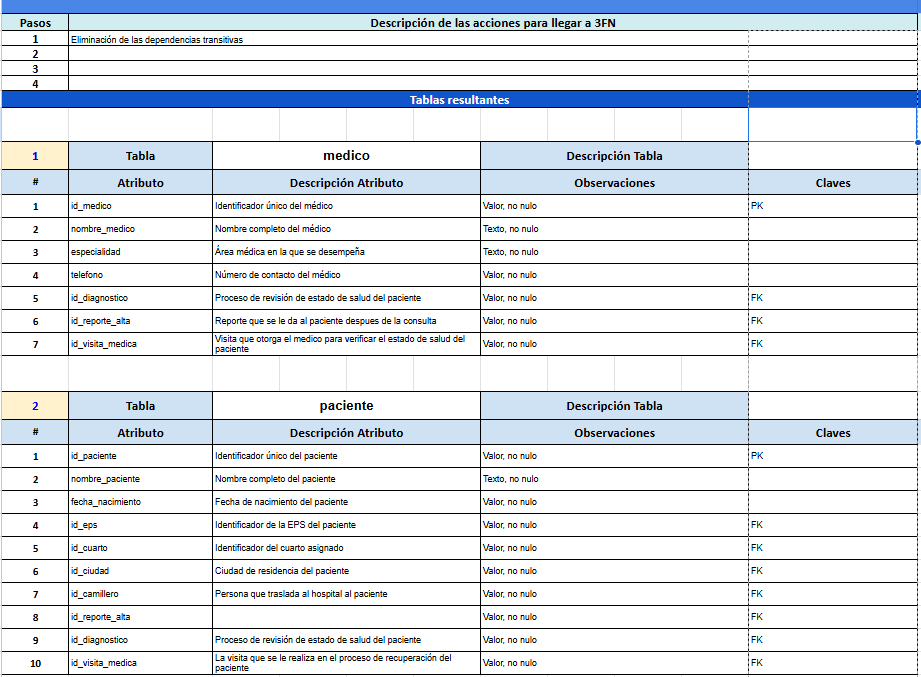 Pasos Descripción de las acciones para llegar a 3FN
1 Eliminación de las dependencias transitivas
2
3
4
Tablas resultantes
1 Tabla medico Descripción Tabla
# Atributo Descripción Atributo Observaciones Claves
1 id_medico Identificador único del médico Valor, no nulo PK
2 nombre_medico Nombre completo del médico Texto, no nulo
3 especialidad Área médica en la que se desempeña Texto, no nulo
4 telefono Número de contacto del médico Valor, no nulo
5 id_diagnostico Proceso de revisión de estado de salud del paciente Valor, no nulo FK
6 id_reporte_alta Reporte que se le da al paciente despues de la consulta Valor, no nulo FK
7 id_visita_medica Visita que otorga el medico para verificar el estado de salud del paciente Valor, no nulo FK
2 Tabla paciente Descripción Tabla
# Atributo Descripción Atributo Observaciones Claves
1 id_paciente Identificador único del paciente Valor, no nulo PK
2 nombre_paciente Nombre completo del paciente Texto, no nulo
3 fecha_nacimiento Fecha de nacimiento del paciente Valor, no nulo
4 id_eps Identificador de la EPS del paciente Valor, no nulo FK
5 id_cuarto Identificador del cuarto asignado Valor, no nulo FK
6 id_ciudad Ciudad de residencia del paciente Valor, no nulo FK
7 id_camillero Persona que traslada al hospital al paciente Valor, no nulo FK
8 id_reporte_alta Valor, no nulo FK
9 id_diagnostico Proceso de revisión de estado de salud del paciente Valor, no nulo FK
10 id_visita_medica La visita que se le realiza en el proceso de recuperación del paciente Valor, no nulo FK